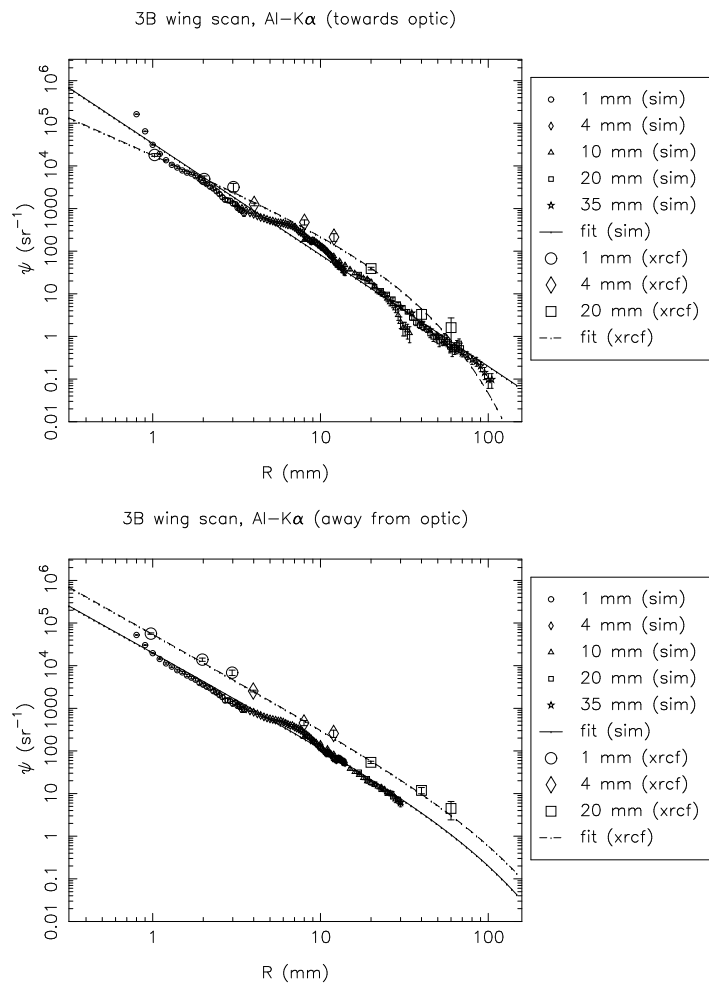 3B wing scan, Al−Kα (towards optic)
ψ (sr⁻¹)
10⁶
10⁵
10⁴
1000
100
10
1
0.1
0.01
1 10 100
R (mm)
1 mm (sim)
4 mm (sim)
10 mm (sim)
20 mm (sim)
35 mm (sim)
fit (sim)
1 mm (xrcf)
4 mm (xrcf)
20 mm (xrcf)
fit (xrcf)
3B wing scan, Al−Kα (away from optic)
ψ (sr⁻¹)
10⁶
10⁵
10⁴
1000
100
10
1
0.1
0.01
1 10 100
R (mm)
1 mm (sim)
4 mm (sim)
10 mm (sim)
20 mm (sim)
35 mm (sim)
fit (sim)
1 mm (xrcf)
4 mm (xrcf)
20 mm (xrcf)
fit (xrcf)